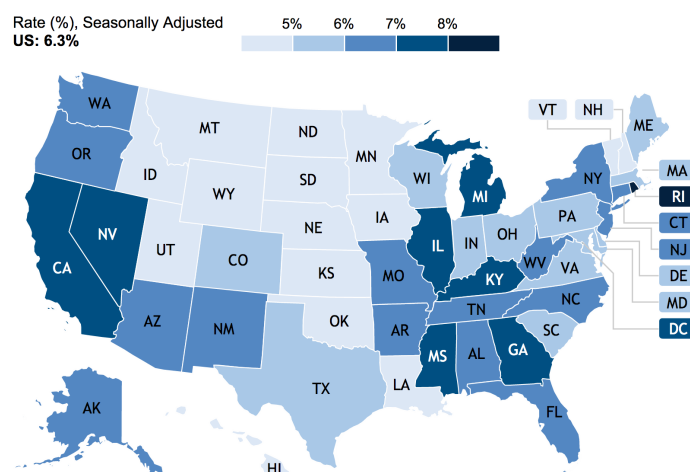 Rate (%), Seasonally Adjusted
US: 6.3%
5% 6% 7% 8%
WA
MT
ND
MN
VT NH
ME
OR
ID
WY
SD
WI
MI
NY
MA
RI
CT
NJ
DE
MD
DC
NV
UT
CO
NE
IA
IL
IN
OH
PA
CA
KS
MO
KY
WV
VA
AZ
NM
OK
AR
TN
NC
TX
LA
MS
AL
GA
SC
FL
AK
HI